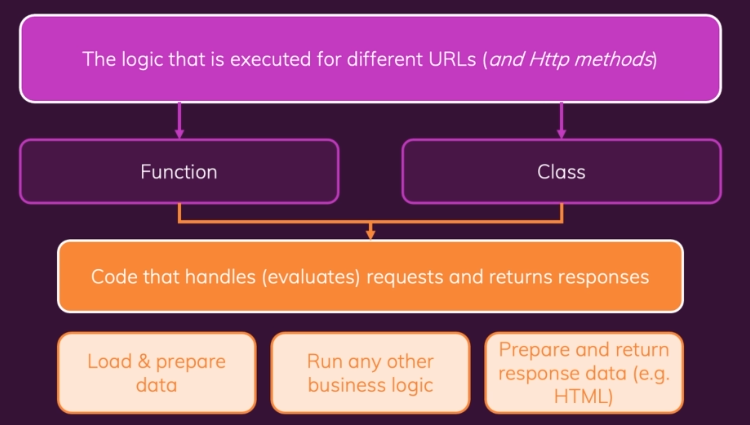 The logic that is executed for different URLs (and Http methods)
Function
Class
Code that handles (evaluates) requests and returns responses
Load & prepare
data
Run any other
business logic
Prepare and return
response data (e.g.
HTML)